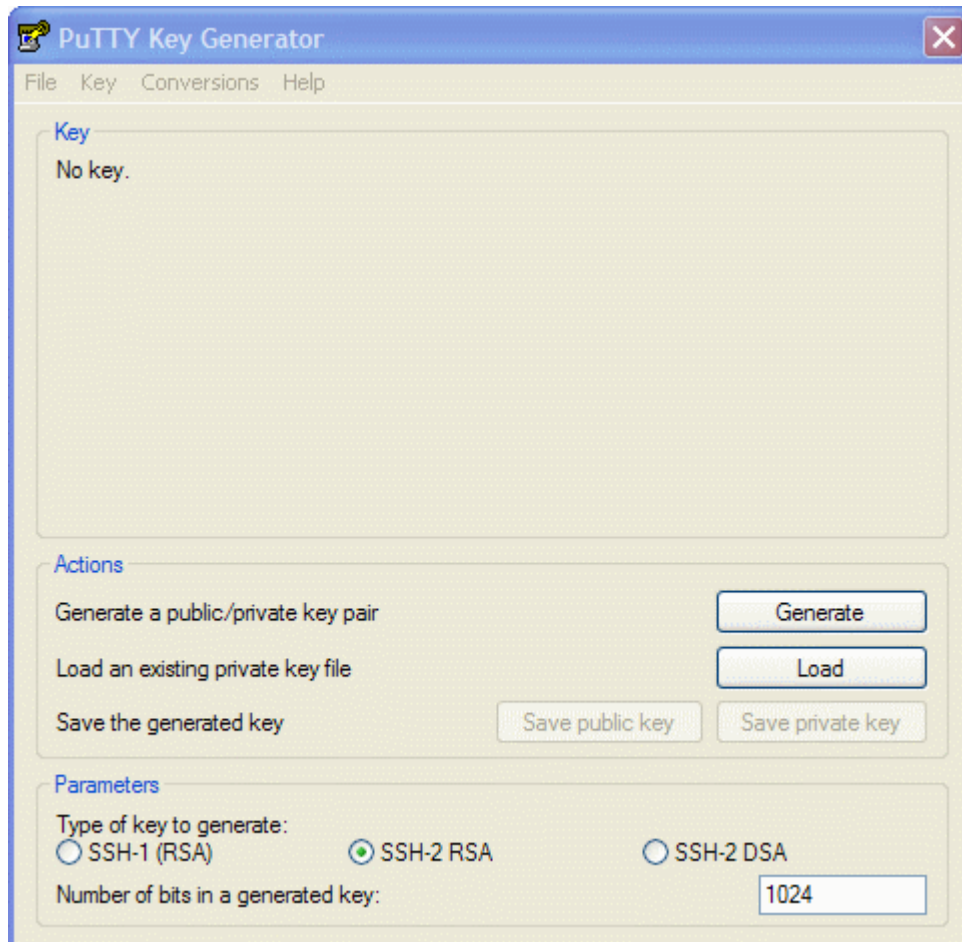 PuTTY Key Generator
File Key Conversions Help
Key
No key.
Actions
Generate a public/private key pair Generate
Load an existing private key file Load
Save the generated key Save public key Save private key
Parameters
Type of key to generate:
SSH-1 (RSA) SSH-2 RSA SSH-2 DSA
Number of bits in a generated key: 1024